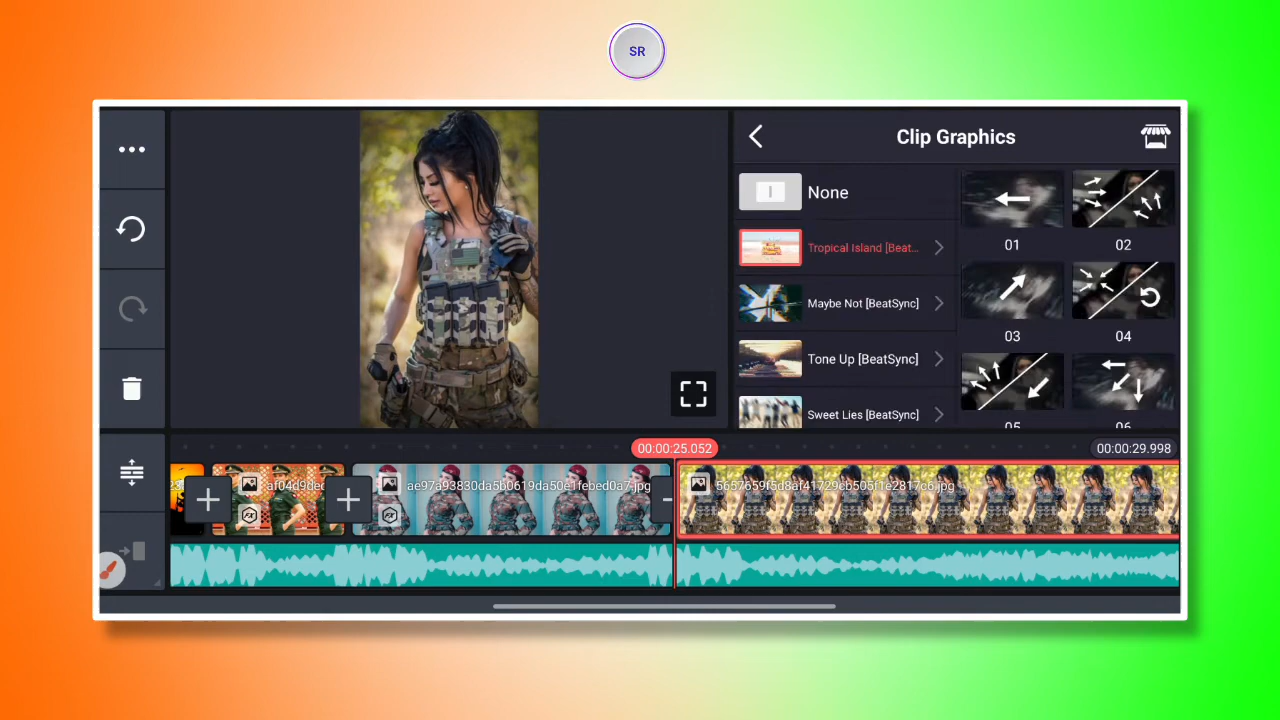 SR
Clip Graphics
None
Tropical Island [Beat...
Maybe Not [BeatSync]
Tone Up [BeatSync]
Sweet Lies [BeatSync]
01
02
03
04
05
06
00:00:25.052
00:00:29.998
af04d9dec
ae97a93830da5b0619da50e1febed0a7.jpg
5657659f5d8af41729cb505f1e2817c6.jpg